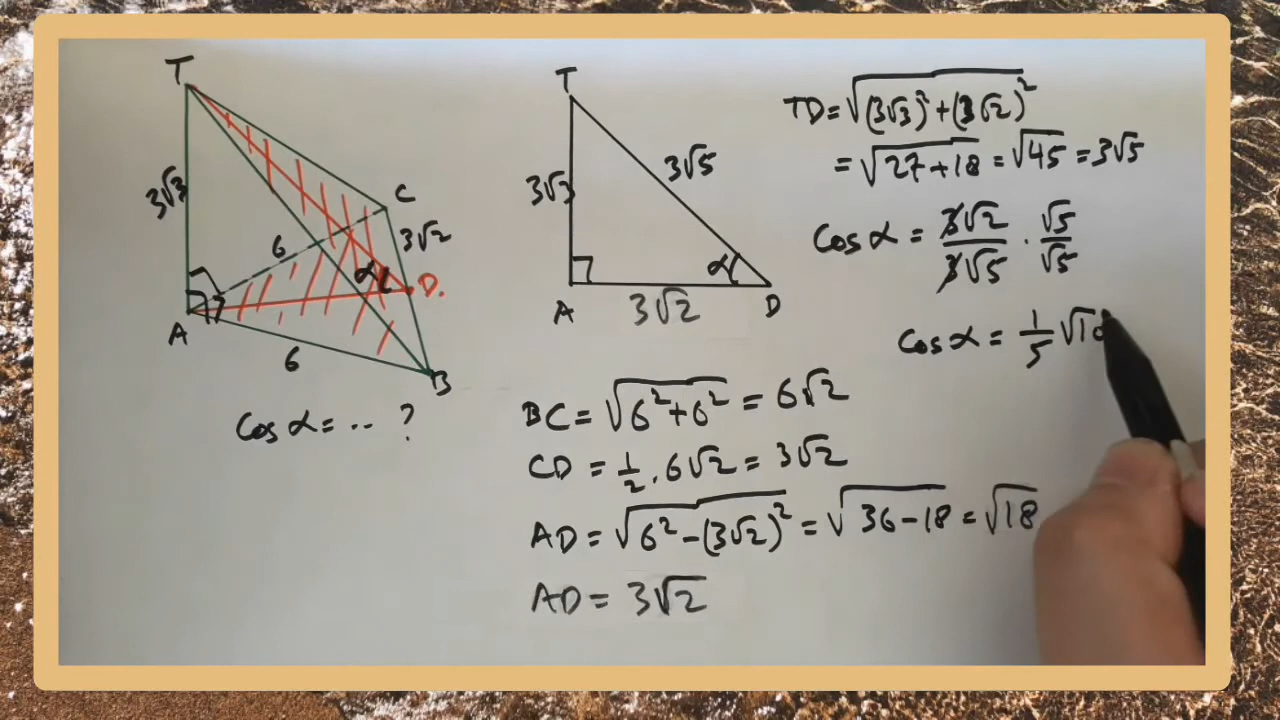 T
3√3
6
C
3√2
α
D.
A
6
B
Cos α = .. ?
T
3√3
3√5
α
A
3√2
D
TD = √(3√3)² + (3√2)²
= √27 + 18 = √45 = 3√5
Cos α = 3√2/3√5 . √5/√5
Cos α = 1/5 √10
BC = √6² + 6² = 6√2
CD = 1/2 . 6√2 = 3√2
AD = √6² - (3√2)² = √36 - 18 = √18
AD = 3√2